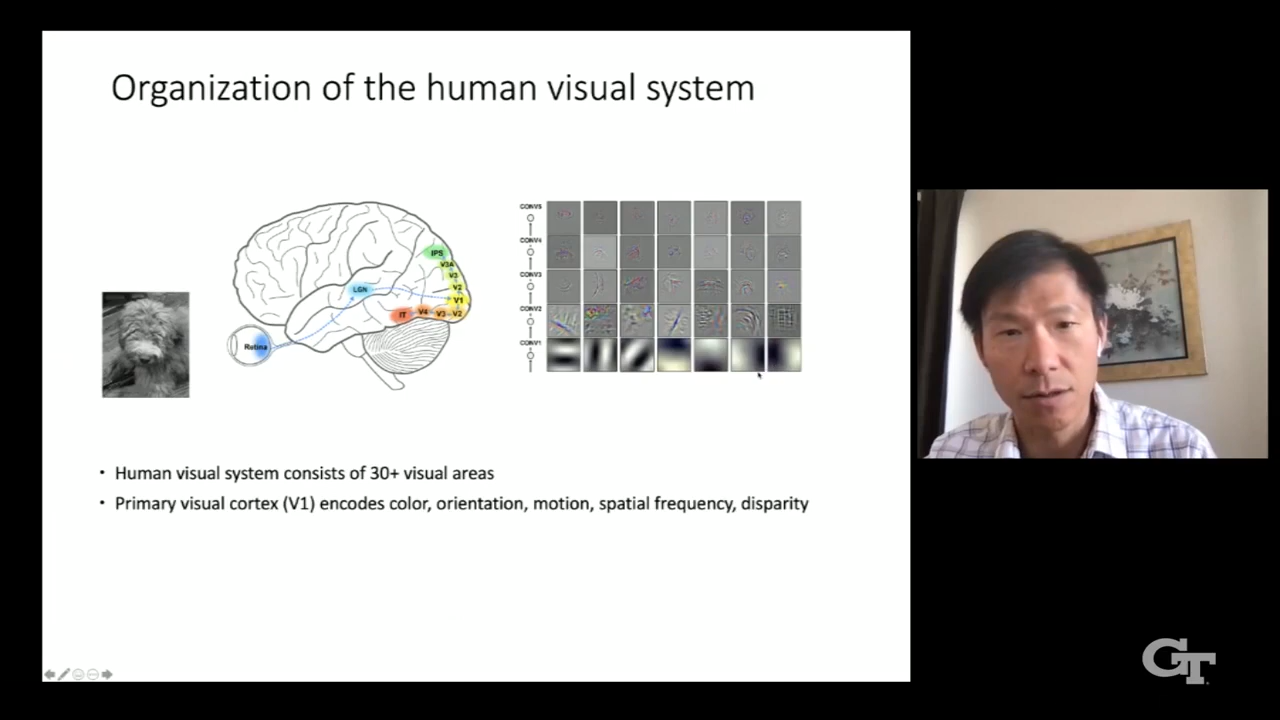 Organization of the human visual system
CONV5
CONV4
CONV3
CONV2
CONV1
IPS
V3A
V3
V2
V1
LGN
IT
V4
V3
V2
Retina
• Human visual system consists of 30+ visual areas
• Primary visual cortex (V1) encodes color, orientation, motion, spatial frequency, disparity
GT